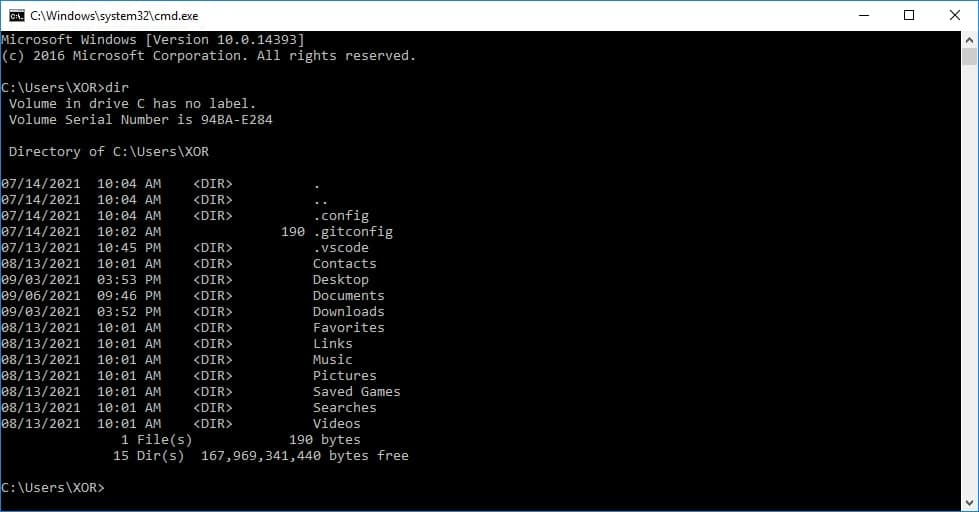 C:\Windows\system32\cmd.exe
Microsoft Windows [Version 10.0.14393]
(c) 2016 Microsoft Corporation. All rights reserved.
C:\Users\XOR>dir
 Volume in drive C has no label.
 Volume Serial Number is 94BA-E284
 Directory of C:\Users\XOR
07/14/2021  10:04 AM    <DIR>          .
07/14/2021  10:04 AM    <DIR>          ..
07/14/2021  10:04 AM    <DIR>          .config
07/14/2021  10:02 AM               190 .gitconfig
07/13/2021  10:45 PM    <DIR>          .vscode
08/13/2021  10:01 AM    <DIR>          Contacts
09/03/2021  03:53 PM    <DIR>          Desktop
09/06/2021  09:46 PM    <DIR>          Documents
09/03/2021  03:52 PM    <DIR>          Downloads
08/13/2021  10:01 AM    <DIR>          Favorites
08/13/2021  10:01 AM    <DIR>          Links
08/13/2021  10:01 AM    <DIR>          Music
08/13/2021  10:01 AM    <DIR>          Pictures
08/13/2021  10:01 AM    <DIR>          Saved Games
08/13/2021  10:01 AM    <DIR>          Searches
08/13/2021  10:01 AM    <DIR>          Videos
               1 File(s)            190 bytes
              15 Dir(s)  167,969,341,440 bytes free
C:\Users\XOR>